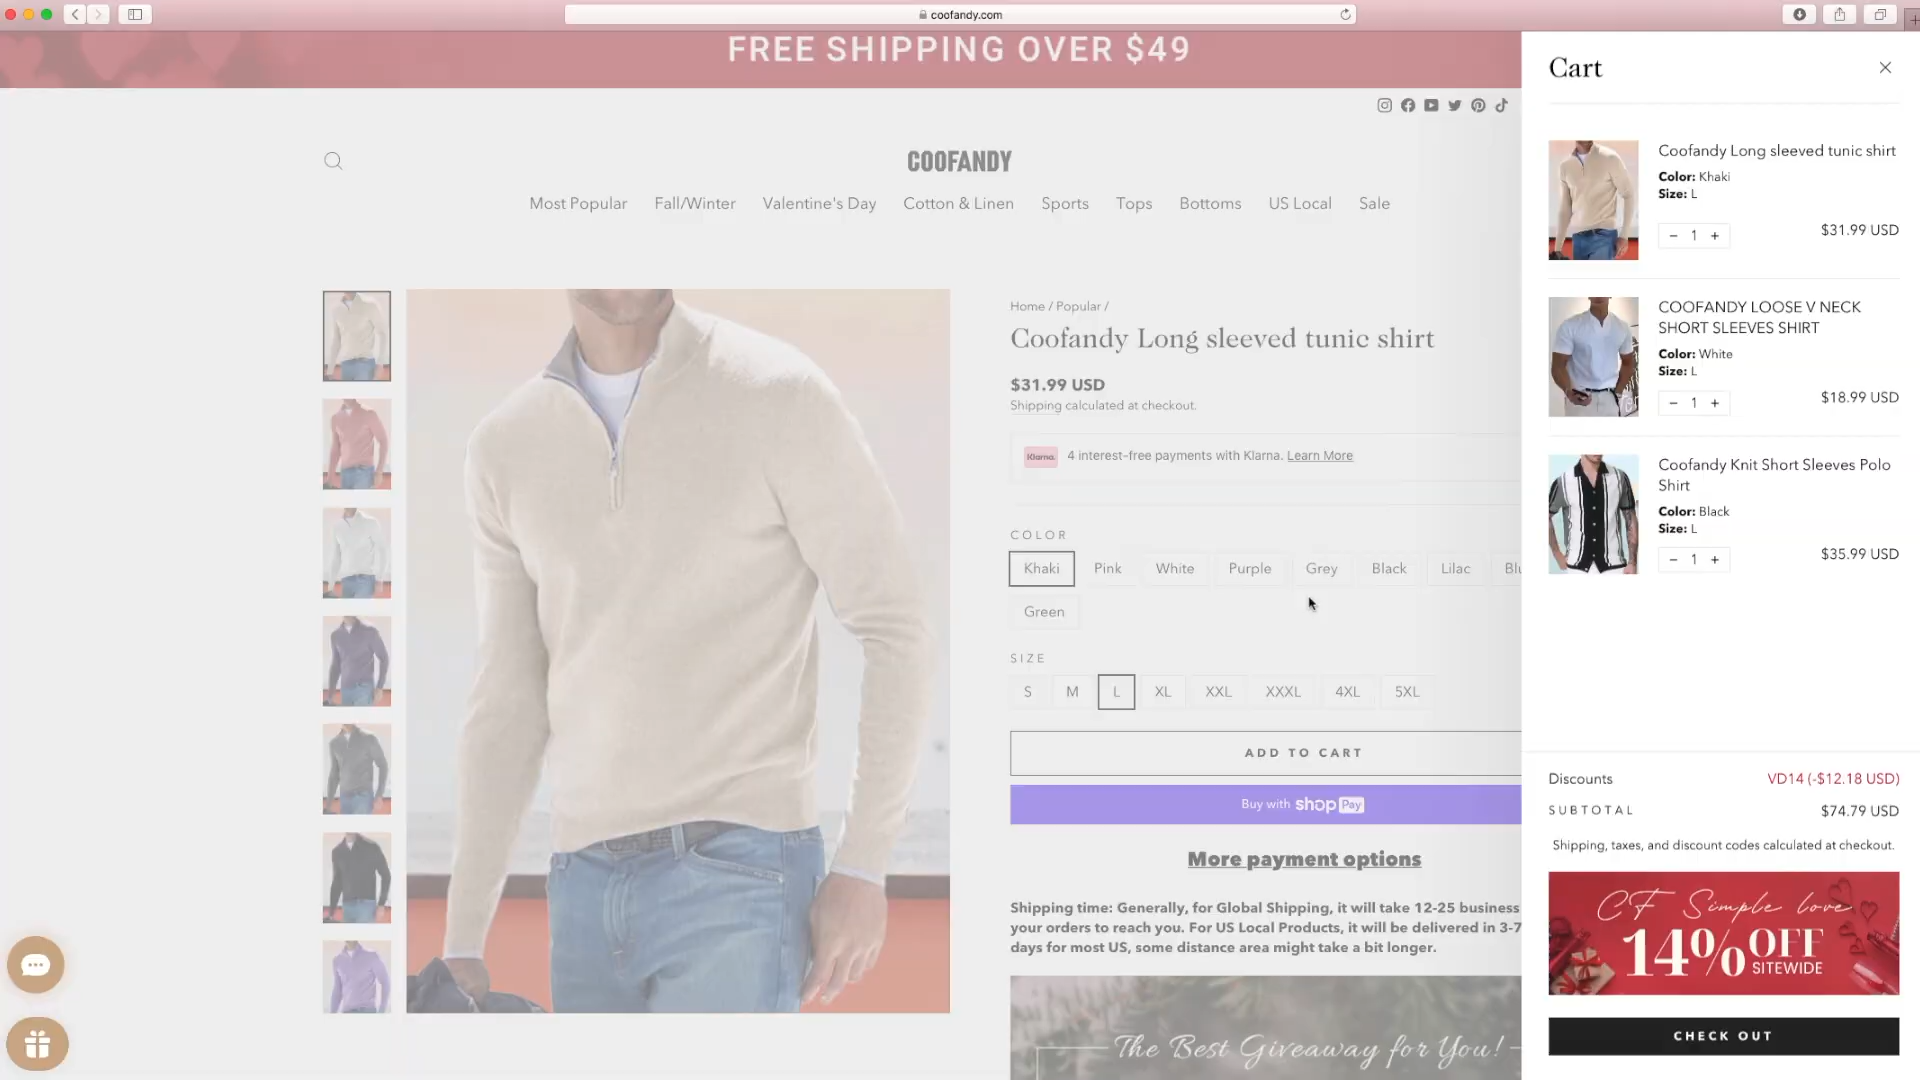 coofandy.com
FREE SHIPPING OVER $49
COOFANDY
Most Popular Fall/Winter Valentine's Day Cotton & Linen Sports Tops Bottoms US Local Sale
Home / Popular /
Coofandy Long sleeved tunic shirt
$31.99 USD
Shipping calculated at checkout.
Klarna. 4 interest-free payments with Klarna. Learn More
COLOR
Khaki Pink White Purple Grey Black Lilac Blu
Green
SIZE
S M L XL XXL XXXL 4XL 5XL
ADD TO CART
Buy with shop Pay
More payment options
Shipping time: Generally, for Global Shipping, it will take 12-25 business
your orders to reach you. For US Local Products, it will be delivered in 3-7
days for most US, some distance area might take a bit longer.
The Best Giveaway for You!
Cart
Coofandy Long sleeved tunic shirt
Color: Khaki
Size: L
− 1 +
$31.99 USD
COOFANDY LOOSE V NECK
SHORT SLEEVES SHIRT
Color: White
Size: L
− 1 +
$18.99 USD
Coofandy Knit Short Sleeves Polo
Shirt
Color: Black
Size: L
− 1 +
$35.99 USD
Discounts VD14 (-$12.18 USD)
SUBTOTAL $74.79 USD
Shipping, taxes, and discount codes calculated at checkout.
CF Simple love
14% OFF
SITEWIDE
CHECK OUT